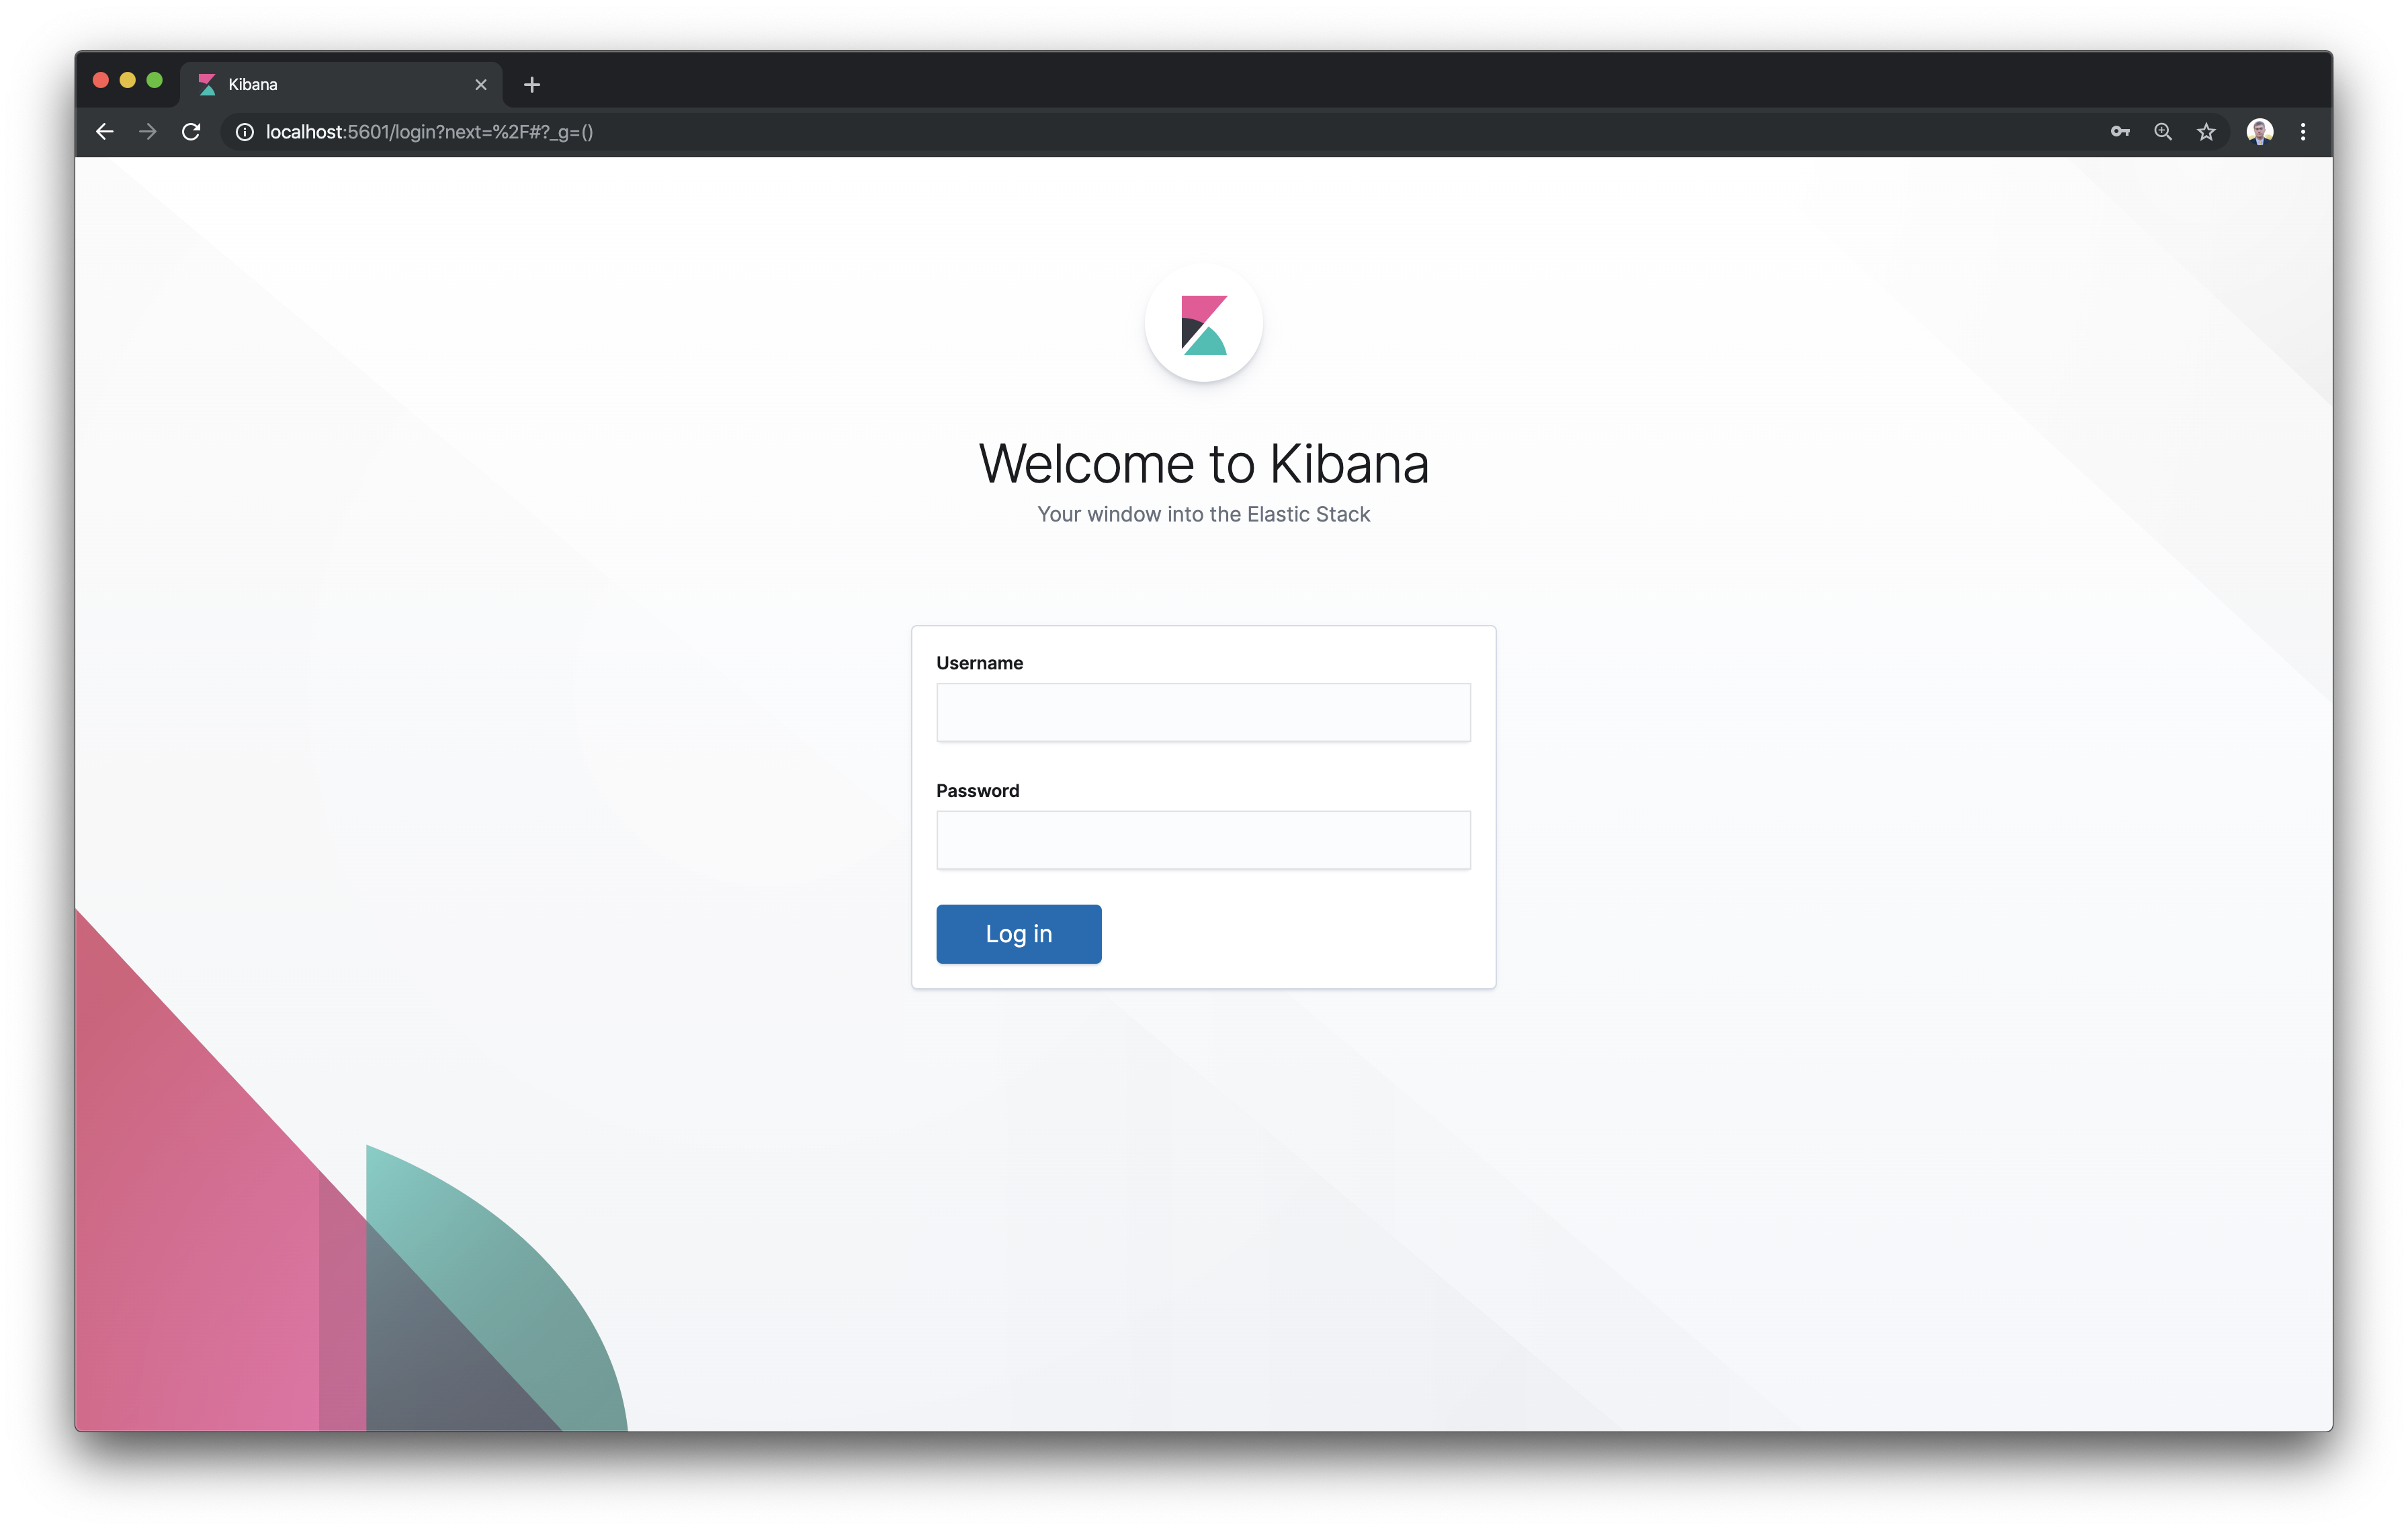 Kibana
localhost:5601/login?next=%2F#?_g=()
Welcome to Kibana
Your window into the Elastic Stack
Username
Password
Log in